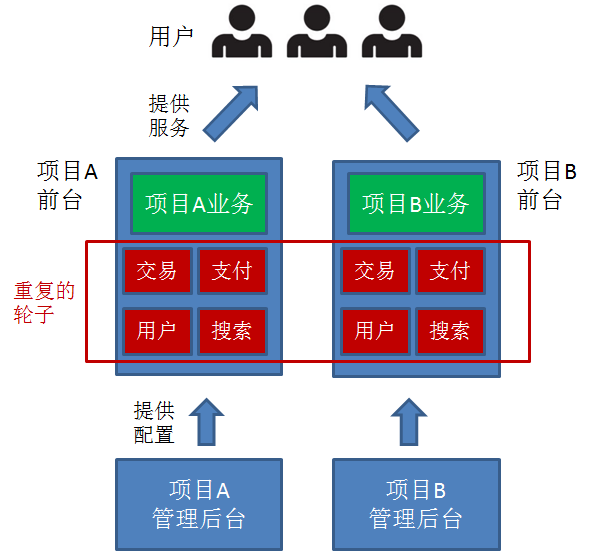 用户
提供
服务
项目A
前台
项目B
前台
项目A业务
项目B业务
重复的
轮子
交易
支付
交易
支付
用户
搜索
用户
搜索
提供
配置
项目A
管理后台
项目B
管理后台